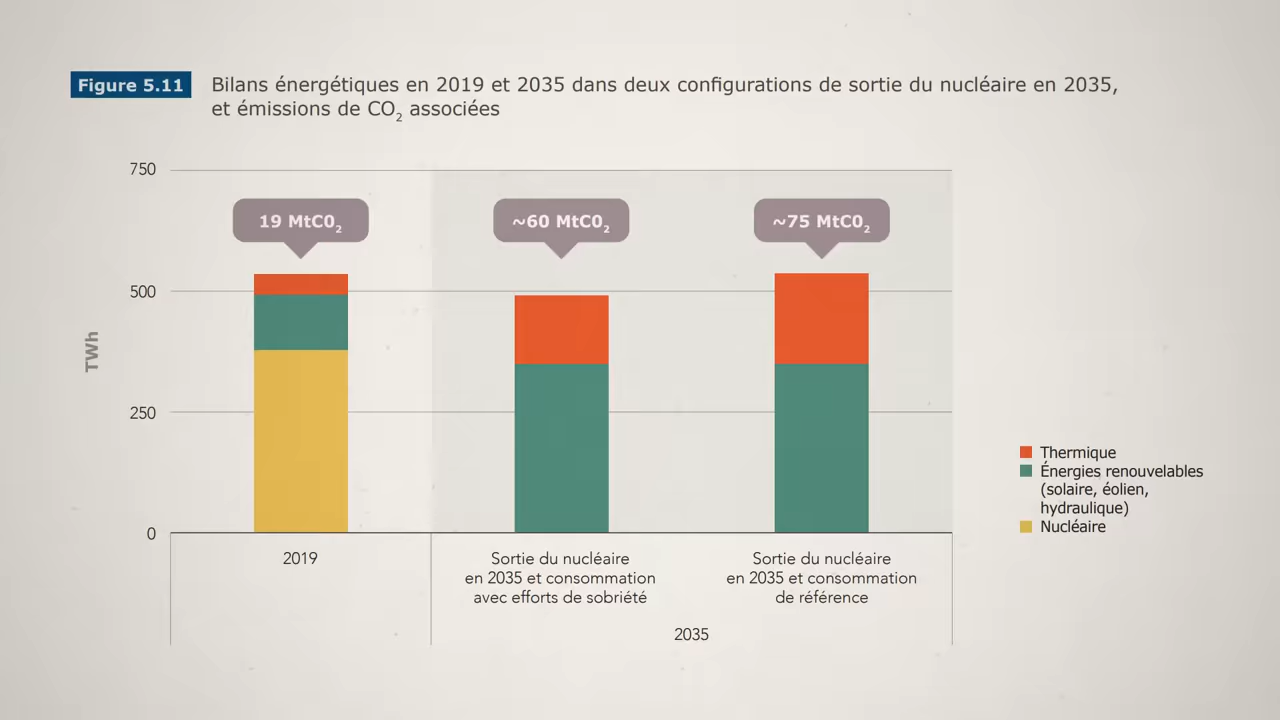 Figure 5.11
Bilans énergétiques en 2019 et 2035 dans deux configurations de sortie du nucléaire en 2035,
et émissions de CO₂ associées
750
500
250
0
TWh
19 MtC0₂
~60 MtC0₂
~75 MtC0₂
2019
Sortie du nucléaire
en 2035 et consommation
avec efforts de sobriété
Sortie du nucléaire
en 2035 et consommation
de référence
2035
Thermique
Énergies renouvelables
(solaire, éolien,
hydraulique)
Nucléaire